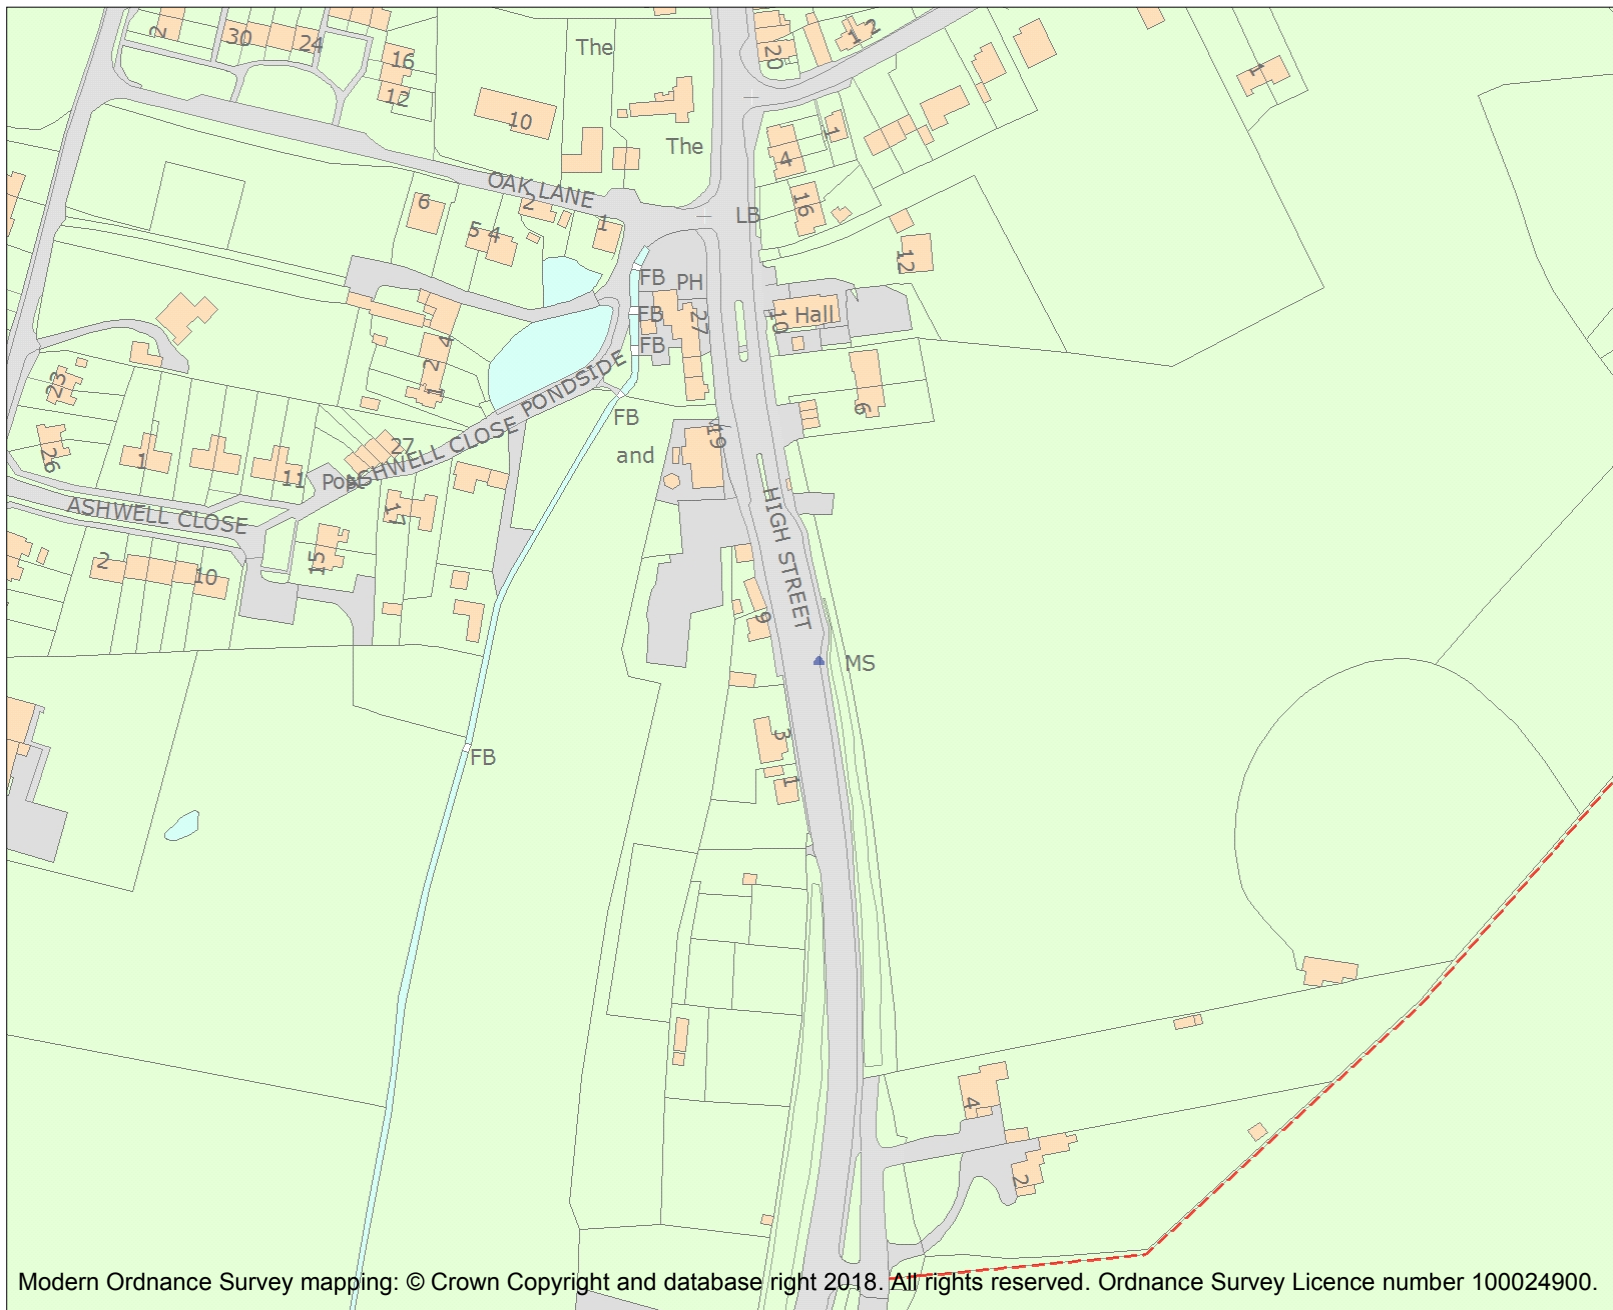 2
30
24
16
12
10
The
The
20
1 2
1
4
1
16
LB
12
OAK LANE
6
5 4
2
1
FB
PH
FB
27
FB
10
Hall
6
4
2
1
23
26
1
11
27
Post
PONDSIDE
ASHWELL CLOSE
ASHWELL CLOSE
FB
and
19
17
15
2
10
HIGH STREET
9
MS
FB
3
1
4
2
Modern Ordnance Survey mapping: © Crown Copyright and database right 2018. All rights reserved. Ordnance Survey Licence number 100024900.